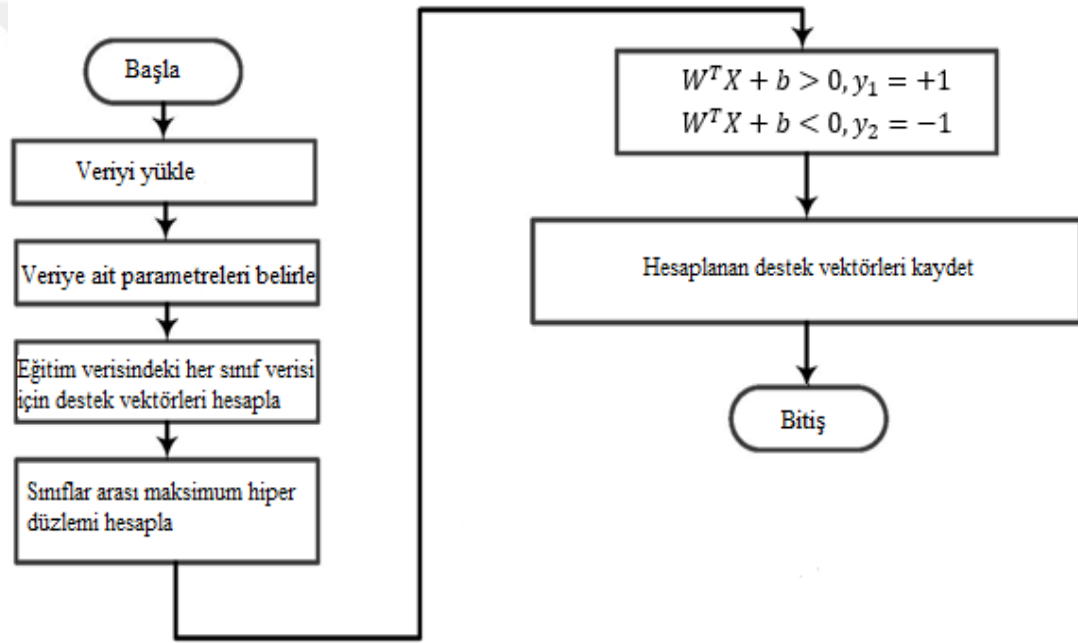 Başla
Veriyi yükle
Veriye ait parametreleri belirle
Eğitim verisindeki her sınıf verisi
için destek vektörleri hesapla
Sınıflar arası maksimum hiper
düzlemi hesapla
$W^T X + b > 0, y_1 = +1$
$W^T X + b < 0, y_2 = -1$
Hesaplanan destek vektörleri kaydet
Bitiş